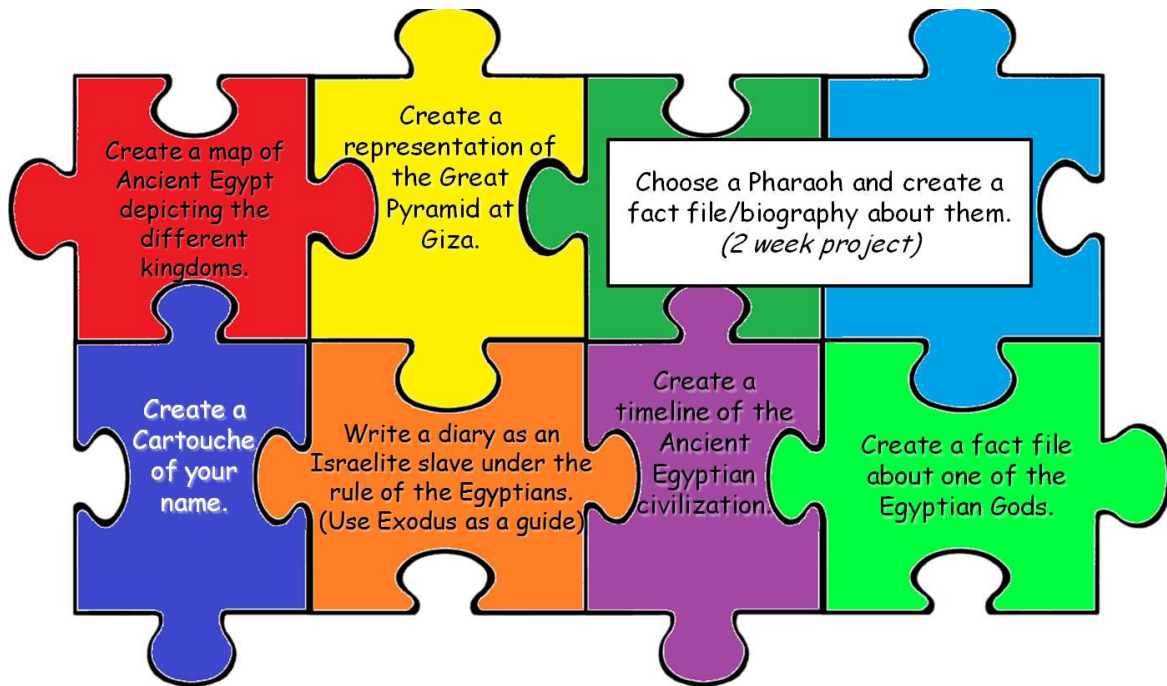 Create a map of
Ancient Egypt
depicting the
different
kingdoms.
Create a
representation of
the Great
Pyramid at
Giza.
Choose a Pharaoh and create a
fact file/biography about them.
(2 week project)
Create a
Cartouche
of your
name.
Write a diary as an
Israelite slave under the
rule of the Egyptians.
(Use Exodus as a guide)
Create a
timeline of the
Ancient
Egyptian
civilization.
Create a fact file
about one of the
Egyptian Gods.